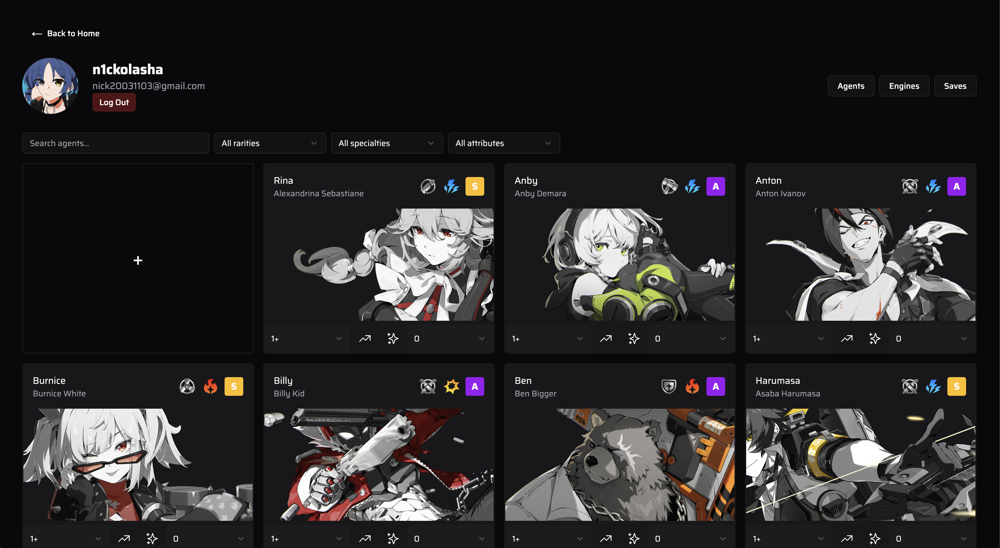 Back to Home
n1ckolasha
nick20031103@gmail.com
Log Out
Agents
Engines
Saves
Search agents...
All rarities
All specialties
All attributes
+
Rina
Alexandrina Sebastiane
S
1+
0
Anby
Anby Demara
A
1+
0
Anton
Anton Ivanov
A
1+
0
Burnice
Burnice White
S
1+
0
Billy
Billy Kid
A
1+
0
Ben
Ben Bigger
A
PUSH
1+
0
Harumasa
Asaba Harumasa
S
1+
0